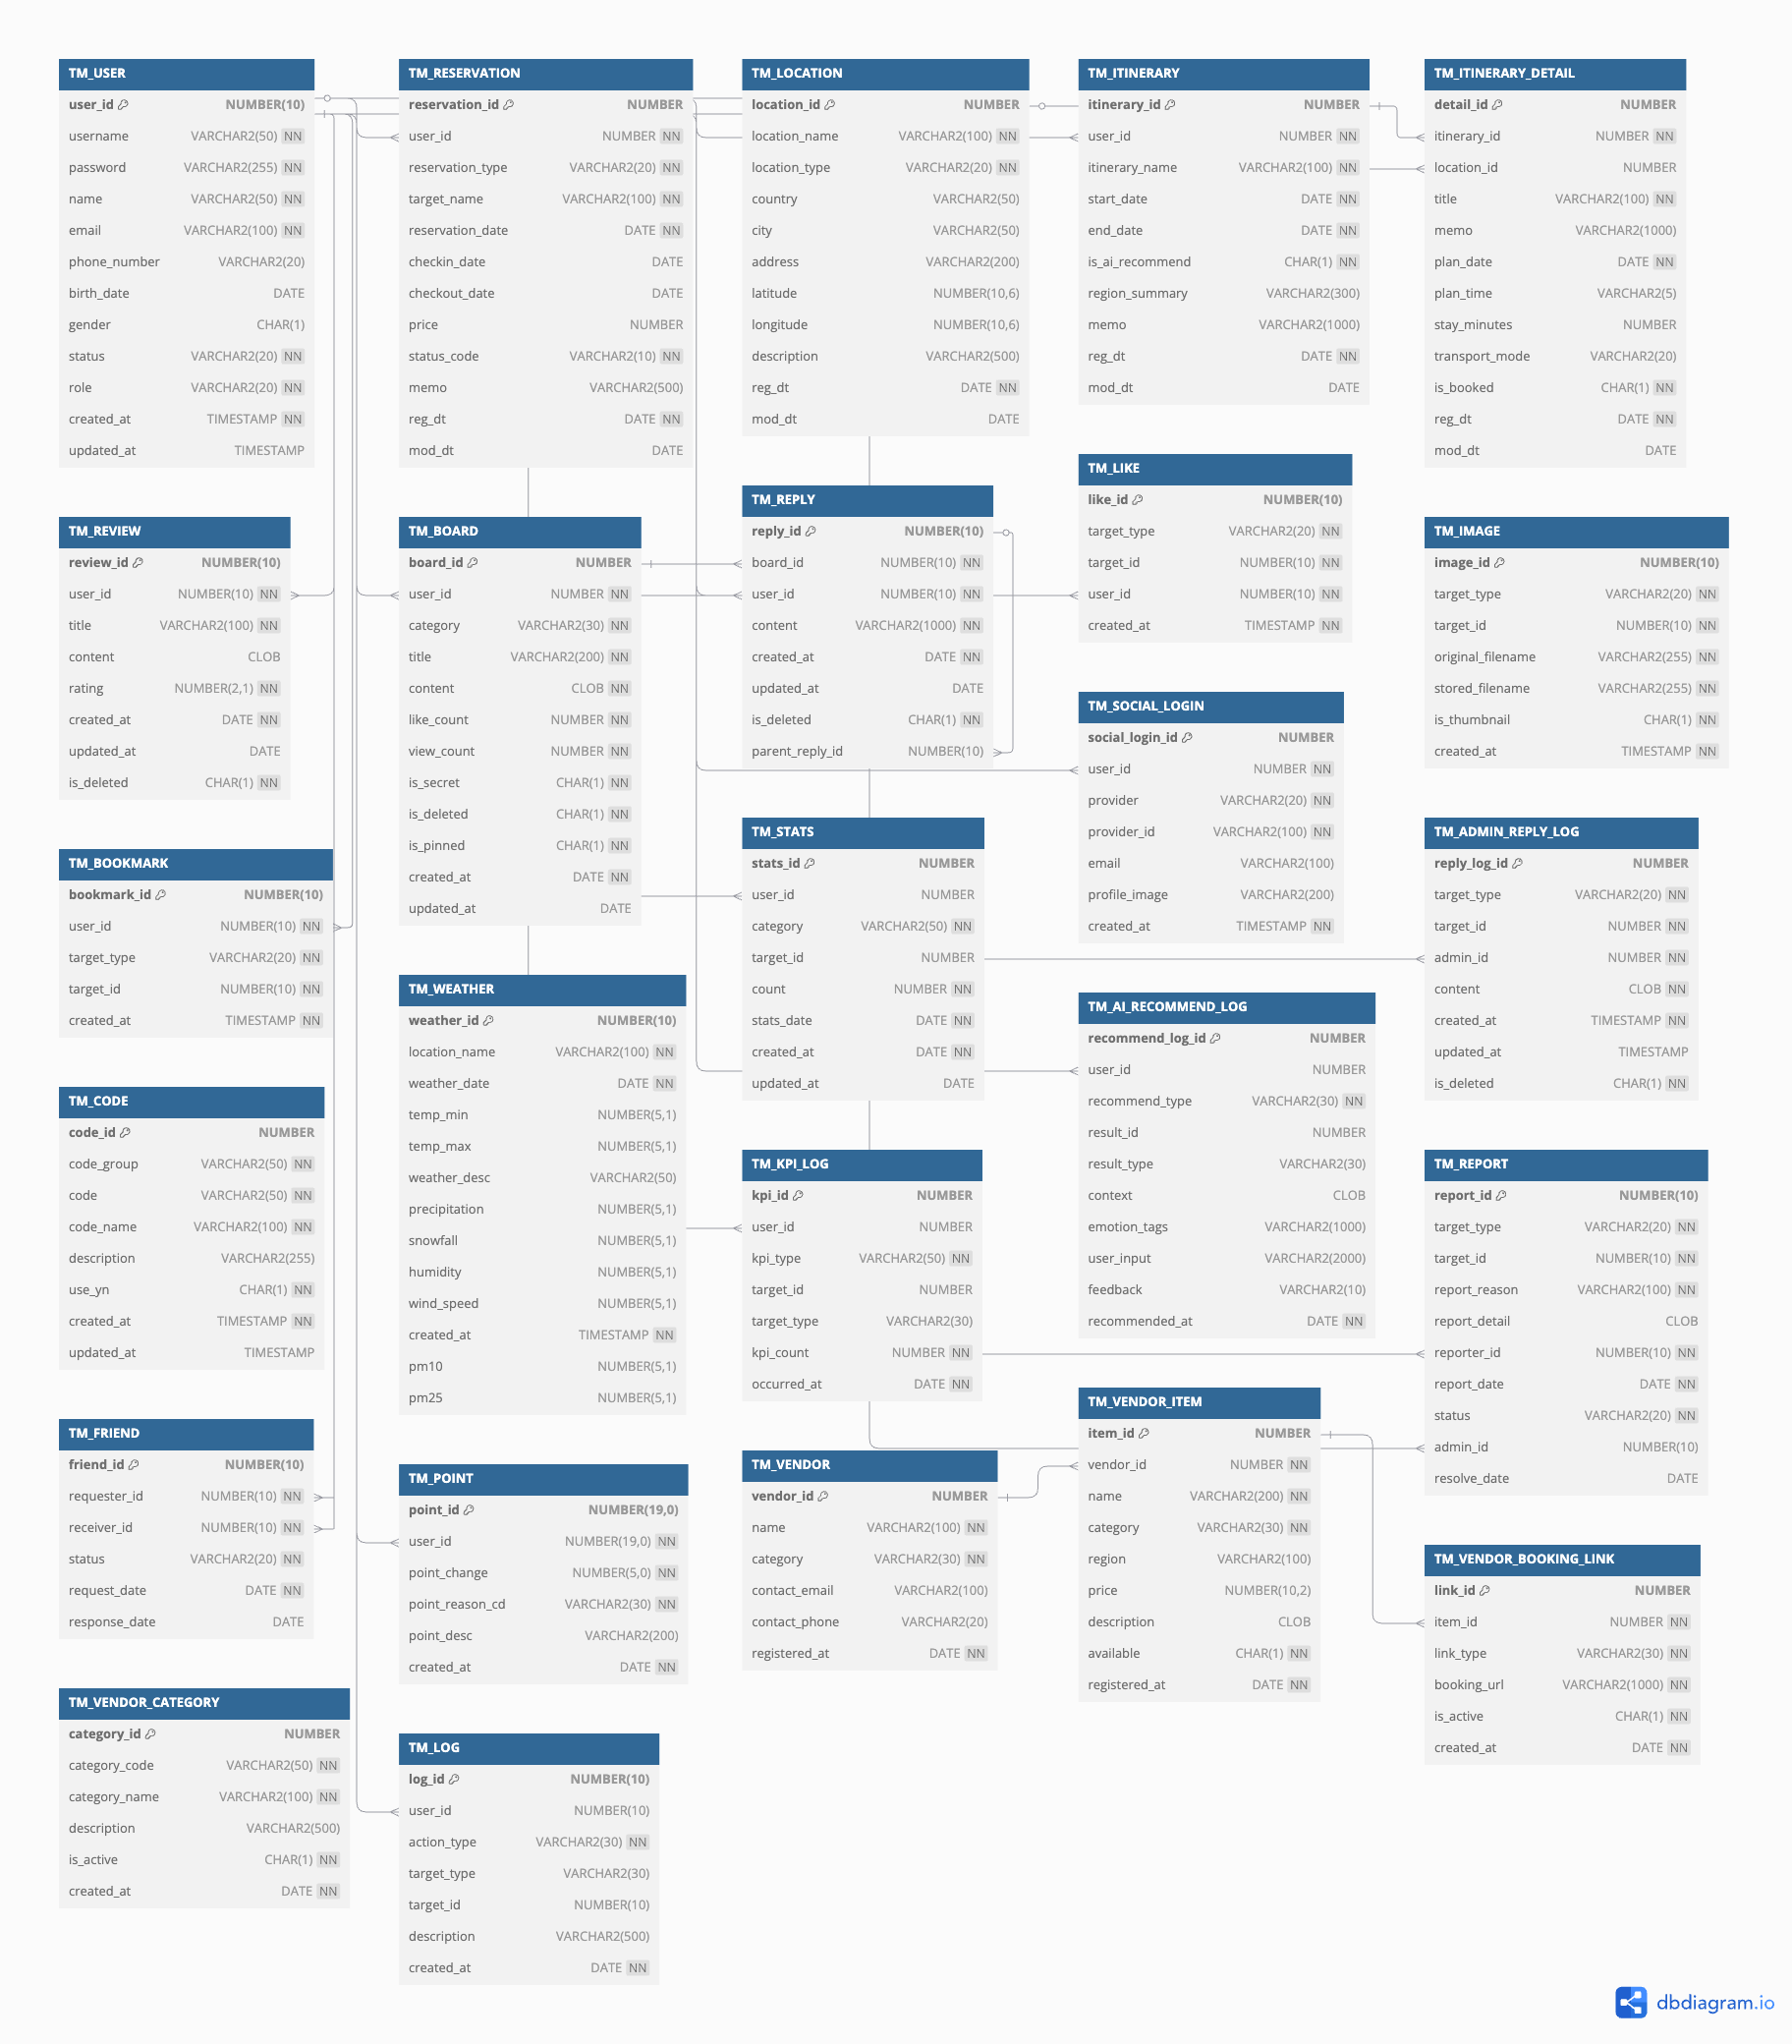 TM_USER
user_id NUMBER(10)
username VARCHAR2(50) NN
password VARCHAR2(255) NN
name VARCHAR2(50) NN
email VARCHAR2(100) NN
phone_number VARCHAR2(20)
birth_date DATE
gender CHAR(1)
status VARCHAR2(20) NN
role VARCHAR2(20) NN
created_at TIMESTAMP NN
updated_at TIMESTAMP
TM_RESERVATION
reservation_id NUMBER
user_id NUMBER NN
reservation_type VARCHAR2(20) NN
target_name VARCHAR2(100) NN
reservation_date DATE NN
checkin_date DATE
checkout_date DATE
price NUMBER
status_code VARCHAR2(10) NN
memo VARCHAR2(500)
reg_dt DATE NN
mod_dt DATE
TM_LOCATION
location_id NUMBER
location_name VARCHAR2(100) NN
location_type VARCHAR2(20) NN
country VARCHAR2(50)
city VARCHAR2(50)
address VARCHAR2(200)
latitude NUMBER(10,6)
longitude NUMBER(10,6)
description VARCHAR2(500)
reg_dt DATE NN
mod_dt DATE
TM_ITINERARY
itinerary_id NUMBER
user_id NUMBER NN
itinerary_name VARCHAR2(100) NN
start_date DATE NN
end_date DATE NN
is_ai_recommend CHAR(1) NN
region_summary VARCHAR2(300)
memo VARCHAR2(1000)
reg_dt DATE NN
mod_dt DATE
TM_ITINERARY_DETAIL
detail_id NUMBER
itinerary_id NUMBER NN
location_id NUMBER
title VARCHAR2(100) NN
memo VARCHAR2(1000)
plan_date DATE NN
plan_time VARCHAR2(5)
stay_minutes NUMBER
transport_mode VARCHAR2(20)
is_booked CHAR(1) NN
reg_dt DATE NN
mod_dt DATE
TM_REVIEW
review_id NUMBER(10)
user_id NUMBER(10) NN
title VARCHAR2(100) NN
content CLOB
rating NUMBER(2,1) NN
created_at DATE NN
updated_at DATE
is_deleted CHAR(1) NN
TM_BOARD
board_id NUMBER
user_id NUMBER NN
category VARCHAR2(30) NN
title VARCHAR2(200) NN
content CLOB NN
like_count NUMBER NN
view_count NUMBER NN
is_secret CHAR(1) NN
is_deleted CHAR(1) NN
is_pinned CHAR(1) NN
created_at DATE NN
updated_at DATE
TM_REPLY
reply_id NUMBER(10)
board_id NUMBER(10) NN
user_id NUMBER(10) NN
content VARCHAR2(1000) NN
created_at DATE NN
updated_at DATE
is_deleted CHAR(1) NN
parent_reply_id NUMBER(10)
TM_LIKE
like_id NUMBER(10)
target_type VARCHAR2(20) NN
target_id NUMBER(10) NN
user_id NUMBER(10) NN
created_at TIMESTAMP NN
TM_IMAGE
image_id NUMBER(10)
target_type VARCHAR2(20) NN
target_id NUMBER(10) NN
original_filename VARCHAR2(255) NN
stored_filename VARCHAR2(255) NN
is_thumbnail CHAR(1) NN
created_at TIMESTAMP NN
TM_SOCIAL_LOGIN
social_login_id NUMBER
user_id NUMBER NN
provider VARCHAR2(20) NN
provider_id VARCHAR2(100) NN
email VARCHAR2(100)
profile_image VARCHAR2(200)
created_at TIMESTAMP NN
TM_BOOKMARK
bookmark_id NUMBER(10)
user_id NUMBER(10) NN
target_type VARCHAR2(20) NN
target_id NUMBER(10) NN
created_at TIMESTAMP NN
TM_STATS
stats_id NUMBER
user_id NUMBER
category VARCHAR2(50) NN
target_id NUMBER
count NUMBER NN
stats_date DATE NN
created_at DATE NN
updated_at DATE
TM_ADMIN_REPLY_LOG
reply_log_id NUMBER
target_type VARCHAR2(20) NN
target_id NUMBER NN
admin_id NUMBER NN
content CLOB NN
created_at TIMESTAMP NN
updated_at TIMESTAMP
is_deleted CHAR(1) NN
TM_WEATHER
weather_id NUMBER(10)
location_name VARCHAR2(100) NN
weather_date DATE NN
temp_min NUMBER(5,1)
temp_max NUMBER(5,1)
weather_desc VARCHAR2(50)
precipitation NUMBER(5,1)
snowfall NUMBER(5,1)
humidity NUMBER(5,1)
wind_speed NUMBER(5,1)
created_at TIMESTAMP NN
pm10 NUMBER(5,1)
pm25 NUMBER(5,1)
TM_AI_RECOMMEND_LOG
recommend_log_id NUMBER
user_id NUMBER
recommend_type VARCHAR2(30) NN
result_id NUMBER
result_type VARCHAR2(30)
context CLOB
emotion_tags VARCHAR2(1000)
user_input VARCHAR2(2000)
feedback VARCHAR2(10)
recommended_at DATE NN
TM_CODE
code_id NUMBER
code_group VARCHAR2(50) NN
code VARCHAR2(50) NN
code_name VARCHAR2(100) NN
description VARCHAR2(255)
use_yn CHAR(1) NN
created_at TIMESTAMP NN
updated_at TIMESTAMP
TM_KPI_LOG
kpi_id NUMBER
user_id NUMBER
kpi_type VARCHAR2(50) NN
target_id NUMBER
target_type VARCHAR2(30)
kpi_count NUMBER NN
occurred_at DATE NN
TM_REPORT
report_id NUMBER(10)
target_type VARCHAR2(20) NN
target_id NUMBER(10) NN
report_reason VARCHAR2(100) NN
report_detail CLOB
reporter_id NUMBER(10) NN
report_date DATE NN
status VARCHAR2(20) NN
admin_id NUMBER(10)
resolve_date DATE
TM_FRIEND
friend_id NUMBER(10)
requester_id NUMBER(10) NN
receiver_id NUMBER(10) NN
status VARCHAR2(20) NN
request_date DATE NN
response_date DATE
TM_POINT
point_id NUMBER(19,0)
user_id NUMBER(19,0) NN
point_change NUMBER(5,0) NN
point_reason_cd VARCHAR2(30) NN
point_desc VARCHAR2(200)
created_at DATE NN
TM_VENDOR
vendor_id NUMBER
name VARCHAR2(100) NN
category VARCHAR2(30) NN
contact_email VARCHAR2(100)
contact_phone VARCHAR2(20)
registered_at DATE NN
TM_VENDOR_ITEM
item_id NUMBER
vendor_id NUMBER NN
name VARCHAR2(200) NN
category VARCHAR2(30) NN
region VARCHAR2(100)
price NUMBER(10,2)
description CLOB
available CHAR(1) NN
registered_at DATE NN
TM_VENDOR_BOOKING_LINK
link_id NUMBER
item_id NUMBER NN
link_type VARCHAR2(30) NN
booking_url VARCHAR2(1000) NN
is_active CHAR(1) NN
created_at DATE NN
TM_VENDOR_CATEGORY
category_id NUMBER
category_code VARCHAR2(50) NN
category_name VARCHAR2(100) NN
description VARCHAR2(500)
is_active CHAR(1) NN
created_at DATE NN
TM_LOG
log_id NUMBER(10)
user_id NUMBER(10)
action_type VARCHAR2(30) NN
target_type VARCHAR2(30)
target_id NUMBER(10)
description VARCHAR2(500)
created_at DATE NN
dbdiagram.io